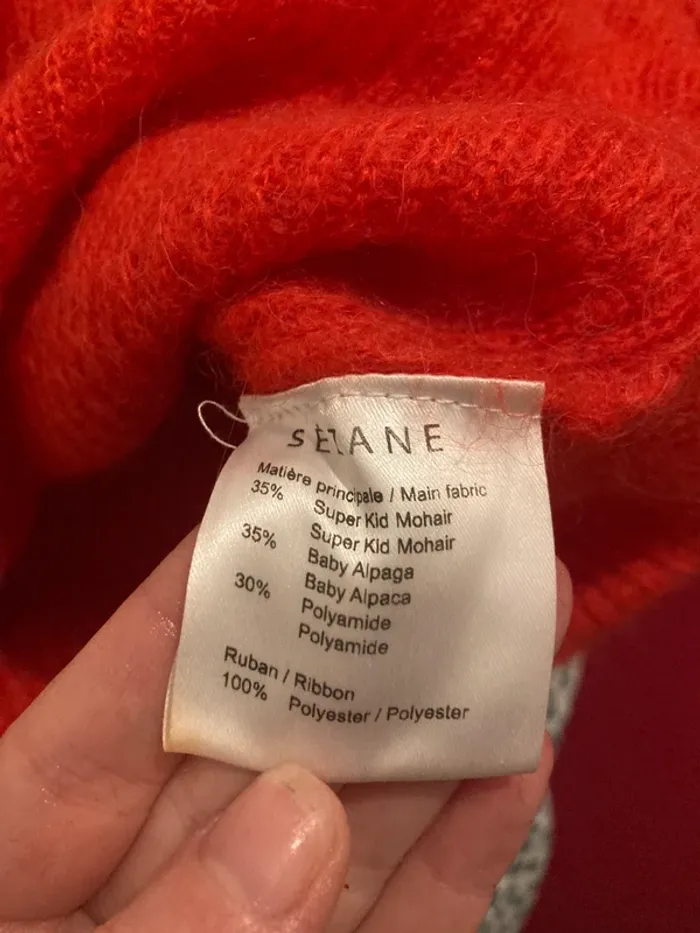 SÉZANE
Matière principale / Main fabric
35% Super Kid Mohair
Super Kid Mohair
35% Baby Alpaga
Baby Alpaca
30% Polyamide
Polyamide
Ruban / Ribbon
100% Polyester / Polyester